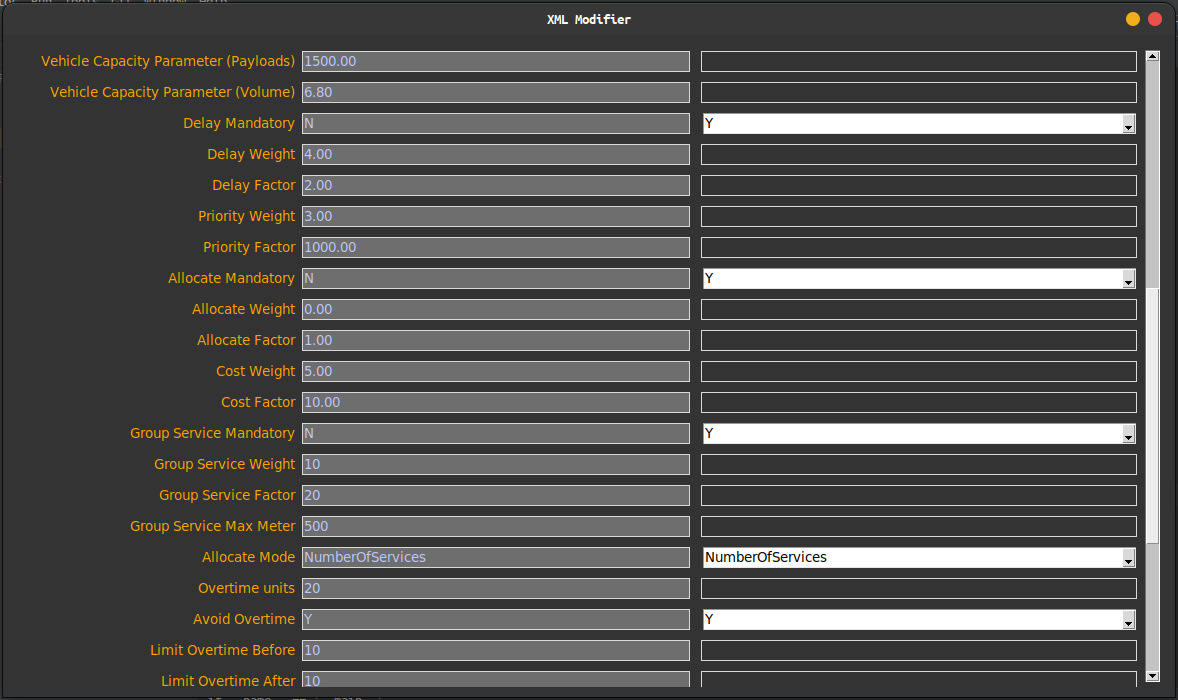 XML Modifier
Vehicle Capacity Parameter (Payloads) 1500.00
Vehicle Capacity Parameter (Volume) 6.80
Delay Mandatory N Y
Delay Weight 4.00
Delay Factor 2.00
Priority Weight 3.00
Priority Factor 1000.00
Allocate Mandatory N Y
Allocate Weight 0.00
Allocate Factor 1.00
Cost Weight 5.00
Cost Factor 10.00
Group Service Mandatory N Y
Group Service Weight 10
Group Service Factor 20
Group Service Max Meter 500
Allocate Mode NumberOfServices NumberOfServices
Overtime units 20
Avoid Overtime Y Y
Limit Overtime Before 10
Limit Overtime After 10